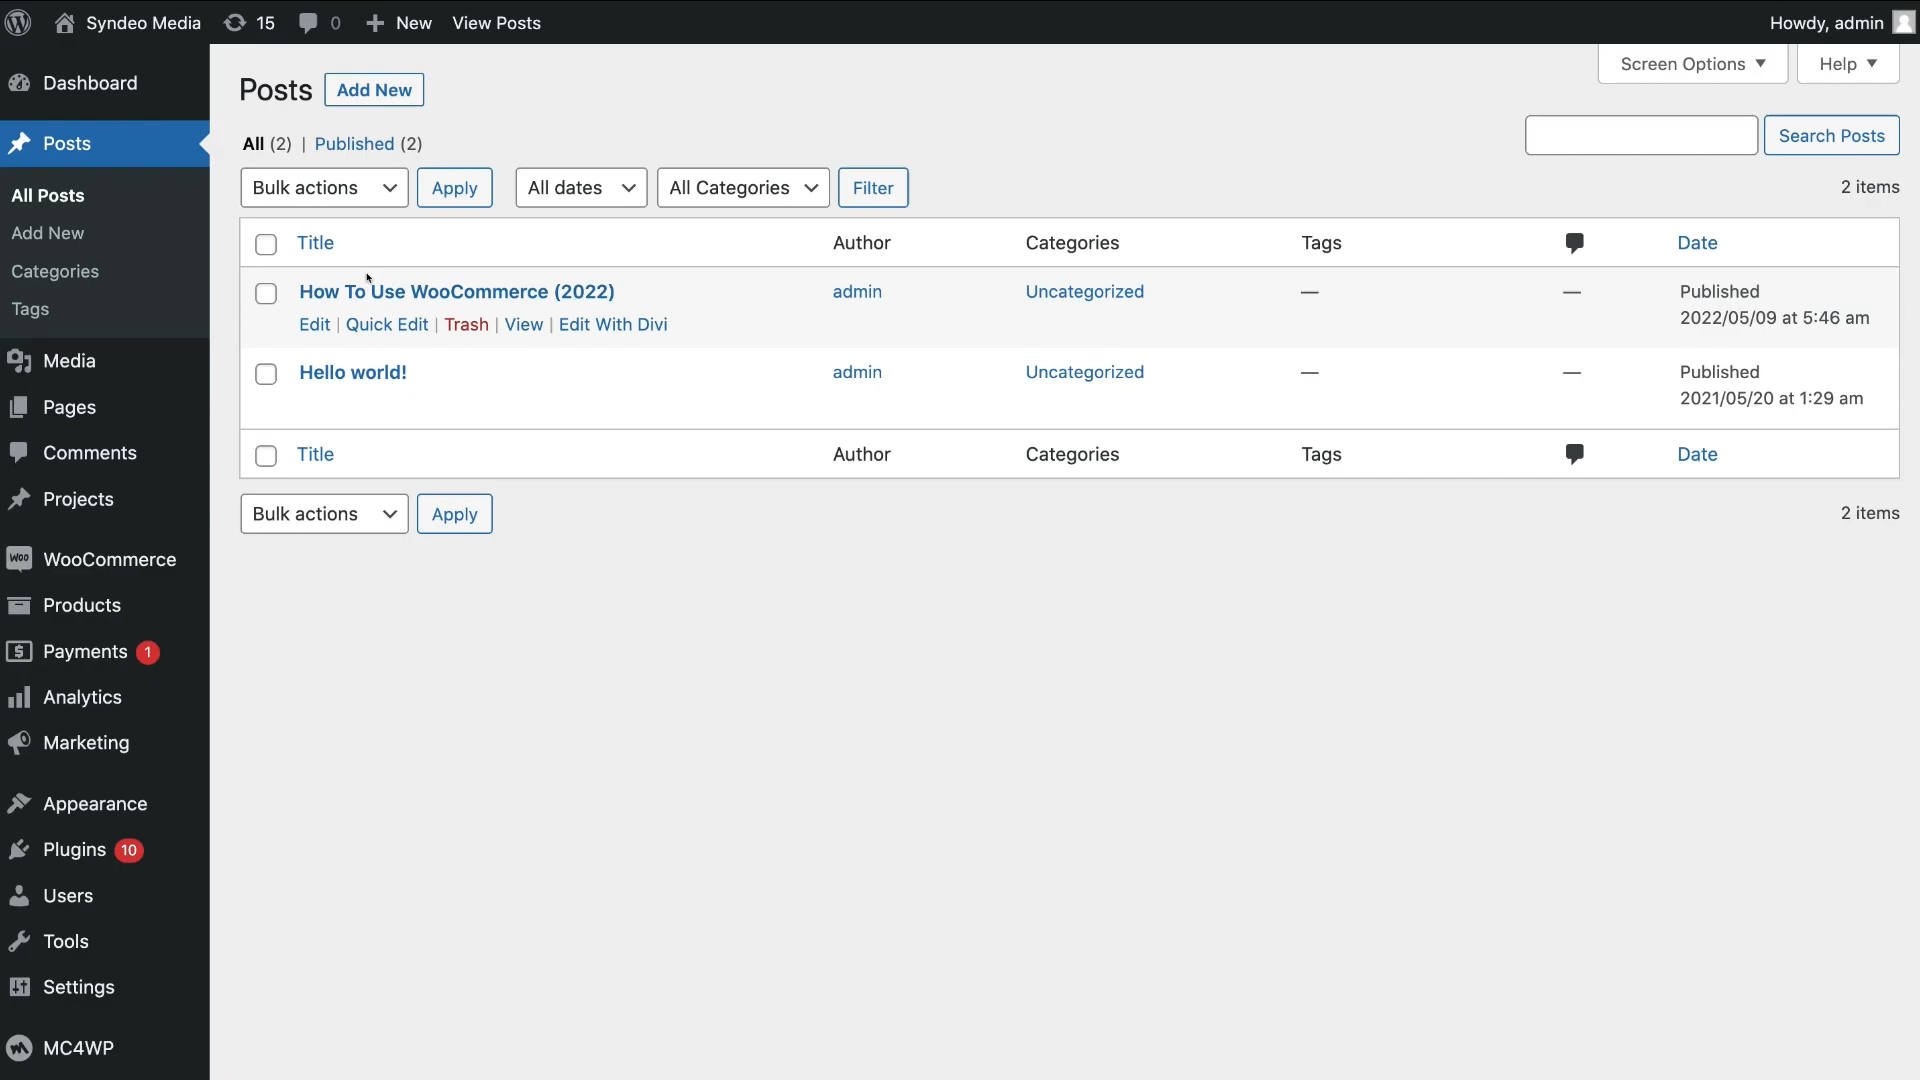 Syndeo Media 15 0 New View Posts Howdy, admin
Screen Options Help
Dashboard
Posts
All Posts
Add New
Categories
Tags
Media
Pages
Comments
Projects
WOO WooCommerce
Products
Payments 1
Analytics
Marketing
Appearance
Plugins 10
Users
Tools
Settings
MC4WP
Posts Add New
All (2) | Published (2)
Search Posts
Bulk actions Apply All dates All Categories Filter 2 items
Title Author Categories Tags Date
How To Use WooCommerce (2022) admin Uncategorized — — Published
2022/05/09 at 5:46 am
Edit | Quick Edit | Trash | View | Edit With Divi
Hello world! admin Uncategorized — — Published
2021/05/20 at 1:29 am
Title Author Categories Tags Date
Bulk actions Apply 2 items